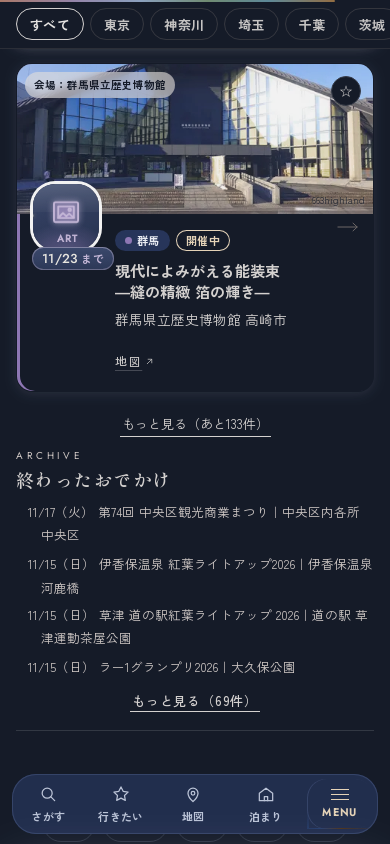 すべて
東京
神奈川
埼玉
千葉
茨城
会場：群馬県立歴史博物館
663highland
ART
11/23 まで
群馬
開催中
現代によみがえる能装束
―縫の精緻 箔の輝き―
群馬県立歴史博物館 高崎市
地図
もっと見る（あと133件）
ARCHIVE
終わったおでかけ
11/17（火） 第74回 中央区観光商業まつり｜中央区内各所
中央区
11/15（日） 伊香保温泉 紅葉ライトアップ2026｜伊香保温泉
河鹿橋
11/15（日） 草津 道の駅紅葉ライトアップ 2026｜道の駅 草
津運動茶屋公園
11/15（日） ラー1グランプリ2026｜大久保公園
もっと見る（69件）
さがす
行きたい
地図
泊まり
MENU